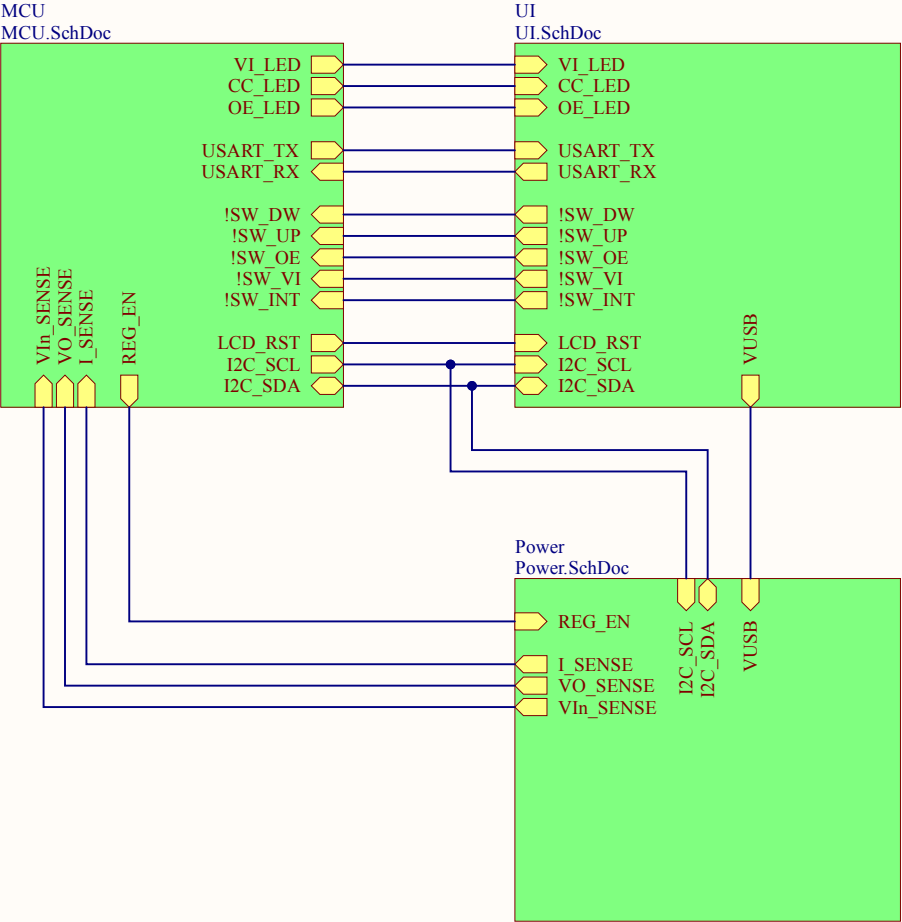 MCU
MCU.SchDoc
VI_LED
CC_LED
OE_LED
USART_TX
USART_RX
!SW_DW
!SW_UP
!SW_OE
!SW_VI
!SW_INT
LCD_RST
I2C_SCL
I2C_SDA
VIn_SENSE
VO_SENSE
I_SENSE
REG_EN
UI
UI.SchDoc
VI_LED
CC_LED
OE_LED
USART_TX
USART_RX
!SW_DW
!SW_UP
!SW_OE
!SW_VI
!SW_INT
LCD_RST
I2C_SCL
I2C_SDA
VUSB
Power
Power.SchDoc
REG_EN
I_SENSE
VO_SENSE
VIn_SENSE
I2C_SCL
I2C_SDA
VUSB